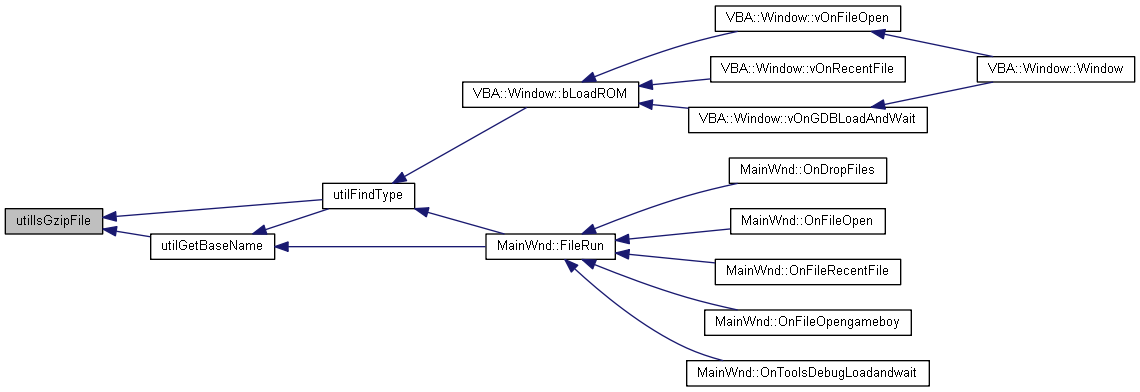 VBA::Window::vOnFileOpen
VBA::Window::Window
VBA::Window::vOnRecentFile
VBA::Window::bLoadROM
VBA::Window::vOnGDBLoadAndWait
MainWnd::OnDropFiles
utilFindType
utilIsGzipFile
MainWnd::OnFileOpen
utilGetBaseName
MainWnd::FileRun
MainWnd::OnFileRecentFile
MainWnd::OnFileOpengameboy
MainWnd::OnToolsDebugLoadandwait